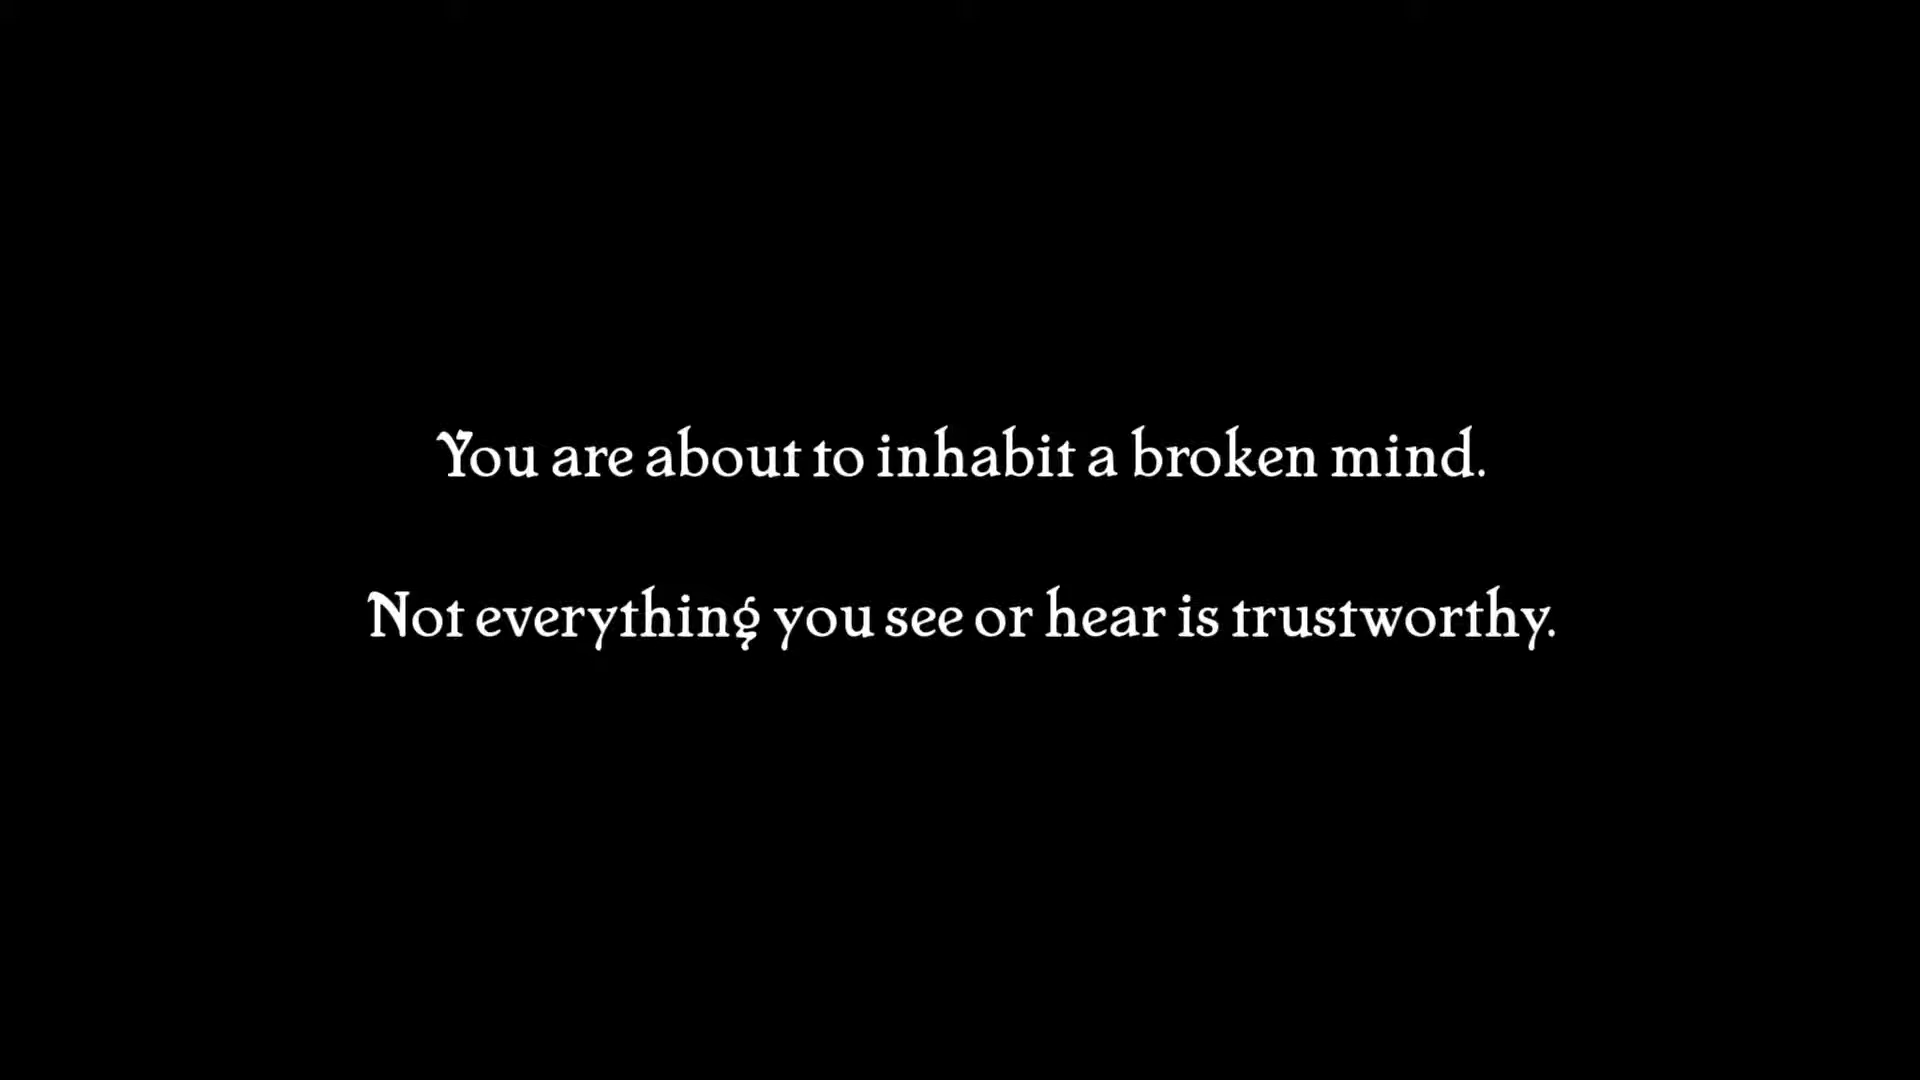 You are about to inhabit a broken mind.
Not everything you see or hear is trustworthy.